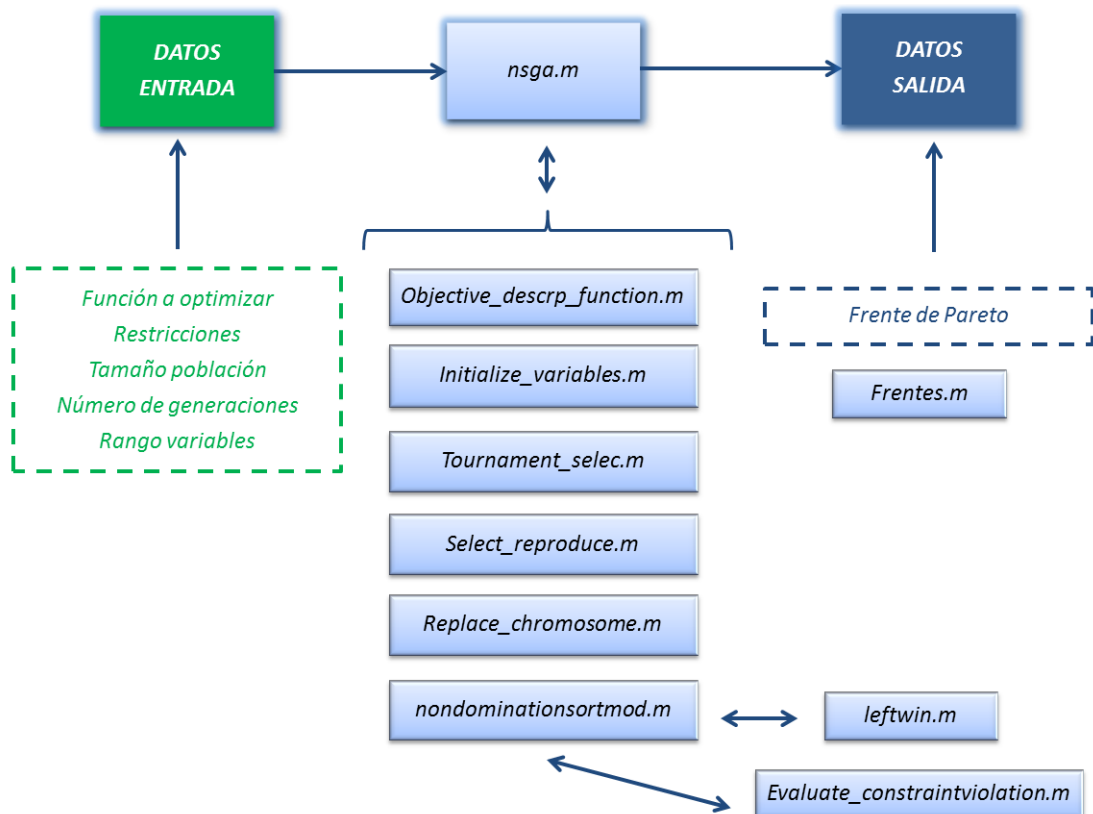 DATOS
ENTRADA
nsga.m
DATOS
SALIDA
Función a optimizar
Restricciones
Tamaño población
Número de generaciones
Rango variables
Objective_descrp_function.m
Initialize_variables.m
Tournament_selec.m
Select_reproduce.m
Replace_chromosome.m
nondominationsortmod.m
Frente de Pareto
Frentes.m
leftwin.m
Evaluate_constraintviolation.m